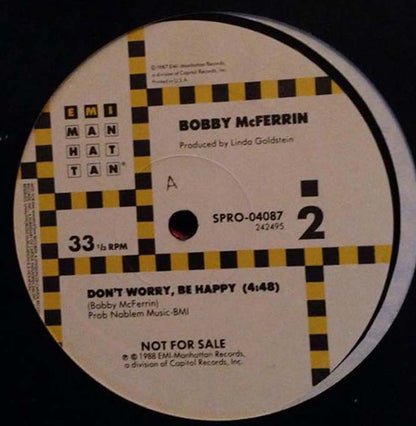 © 1987 EMI-Manhattan Records,
a division of Capitol Records, Inc.
Printed in U.S.A.
EMI
MAN
HAT
TAN®
BOBBY McFERRIN
Produced by Linda Goldstein
A
SPRO-04087
242495
2
33 1/3 RPM
DON'T WORRY, BE HAPPY (4:48)
(Bobby McFerrin)
Prob Noblem Music-BMI
NOT FOR SALE
℗ © 1988 EMI-Manhattan Records,
a division of Capitol Records, Inc.